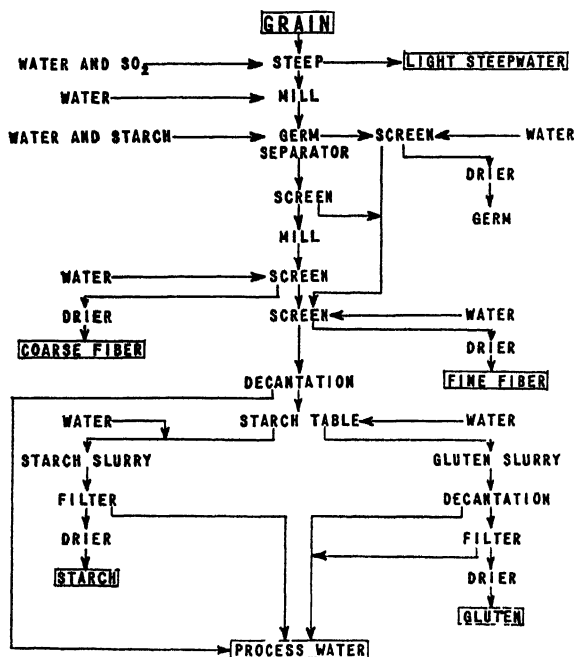 GRAIN
WATER AND SO2
STEEP
LIGHT STEEPWATER
WATER
MILL
WATER AND STARCH
GERM
SEPARATOR
SCREEN
WATER
DRIER
GERM
SCREEN
MILL
WATER
SCREEN
DRIER
SCREEN
WATER
COARSE FIBER
DRIER
FINE FIBER
DECANTATION
WATER
STARCH TABLE
WATER
STARCH SLURRY
GLUTEN SLURRY
FILTER
DECANTATION
DRIER
FILTER
STARCH
DRIER
GLUTEN
PROCESS WATER